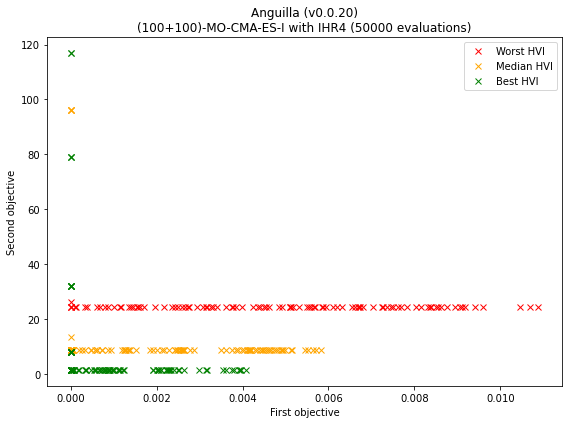 Anguilla (v0.0.20)
(100+100)-MO-CMA-ES-I with IHR4 (50000 evaluations)
Worst HVI
Median HVI
Best HVI
120
100
80
60
40
20
0
Second objective
0.000
0.002
0.004
0.006
0.008
0.010
First objective